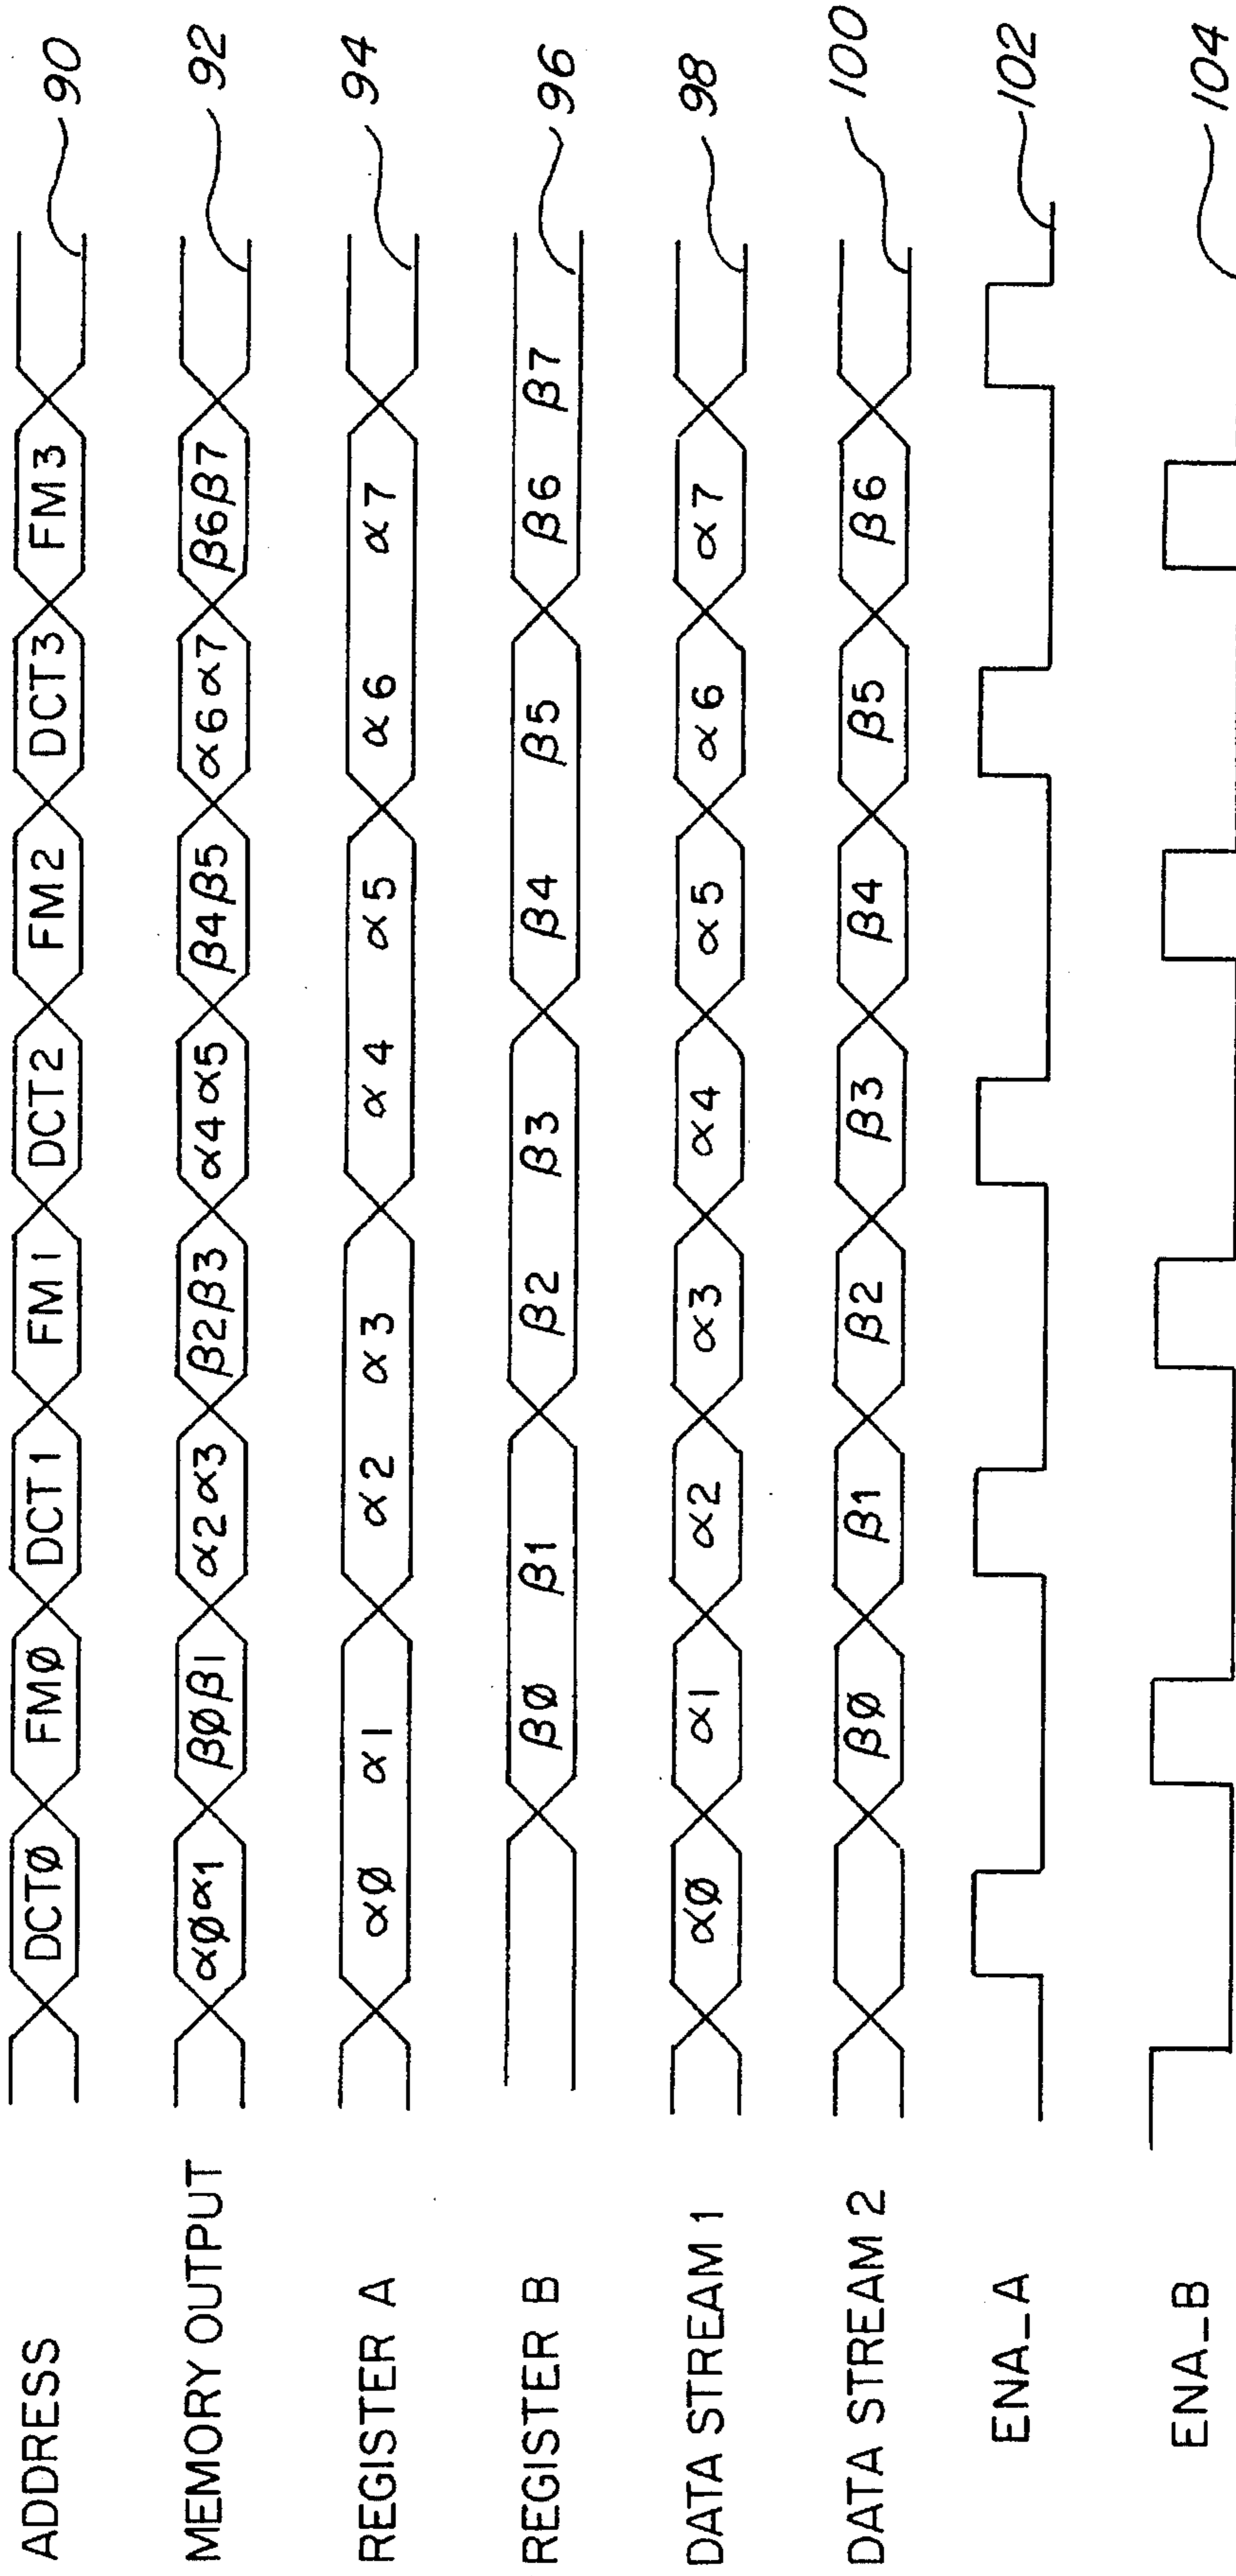 ADDRESS DCTØ FMØ DCT1 FM1 DCT2 FM2 DCT3 FM3 90
MEMORY OUTPUT αØα1 βØβ1 α2α3 β2β3 α4α5 β4β5 α6α7 β6β7 92
REGISTER A αØ α1 α2 α3 α4 α5 α6 α7 94
REGISTER B βØ β1 β2 β3 β4 β5 β6 β7 96
DATA STREAM 1 αØ α1 α2 α3 α4 α5 α6 α7 98
DATA STREAM 2 βØ β1 β2 β3 β4 β5 β6 100
ENA_A 102
ENA_B 104